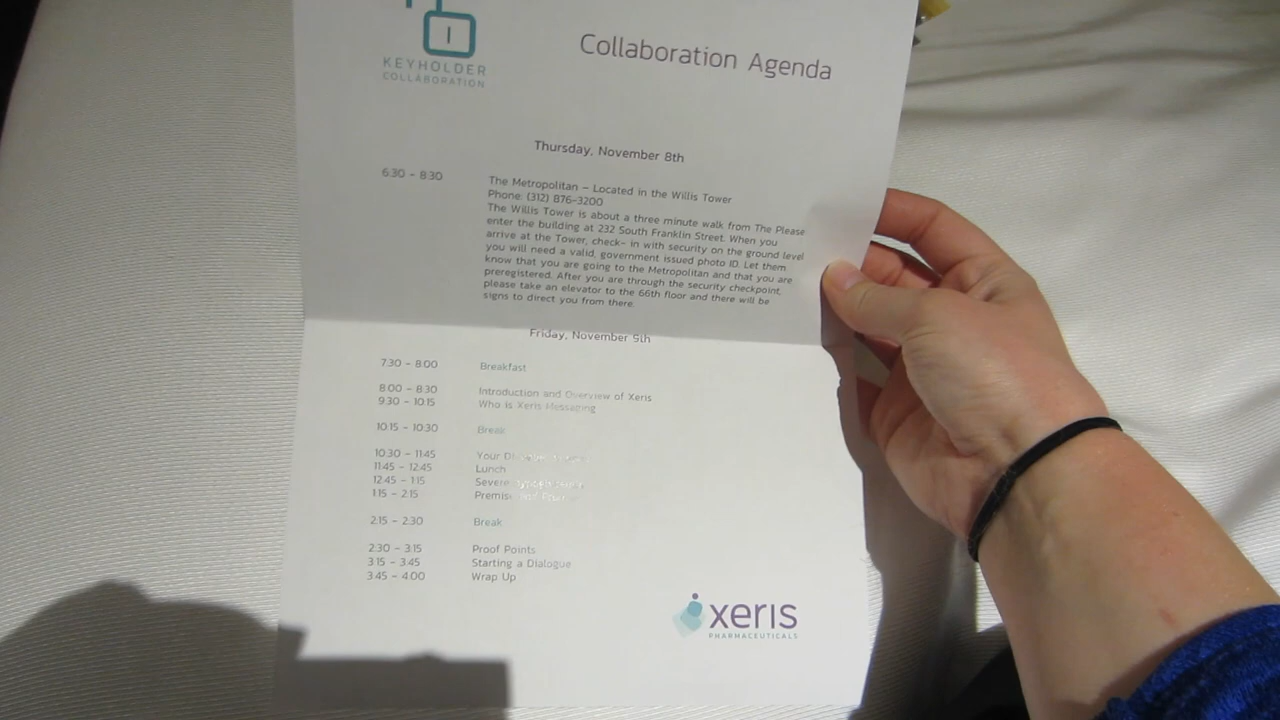 I
KEYHOLDER
COLLABORATION
Collaboration Agenda
Thursday, November 8th
6:30 - 8:30
The Metropolitan – Located in the Willis Tower
Phone: (312) 876-3200
The Willis Tower is about a three minute walk from The Please
enter the building at 232 South Franklin Street. When you
arrive at the Tower, check- in with security on the ground level
you will need a valid, government issued photo ID. Let them
know that you are going to the Metropolitan and that you are
preregistered. After you are through the security checkpoint,
please take an elevator to the 66th floor and there will be
signs to direct you from there.
Friday, November 9th
7:30 - 8:00 Breakfast
8:00 - 8:30 Introduction and Overview of Xeris
9:30 - 10:15 Who is Xeris Messaging
10:15 - 10:30 Break
10:30 - 11:45 Your
11:45 - 12:45 Lunch
12:45 - 1:15 Severe
1:15 - 2:15
2:15 - 2:30 Break
2:30 - 3:15 Proof Points
3:15 - 3:45 Starting a Dialogue
3:45 - 4:00 Wrap Up
xeris
PHARMACEUTICALS